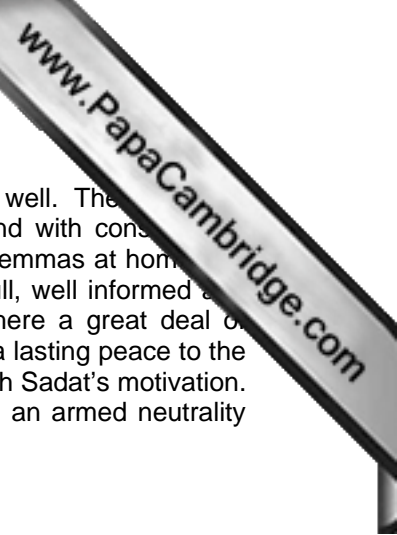 www.PapaCambridge.com
well. The
nd with cons
emmas at hom
ll, well informed
here a great deal o
a lasting peace to the
h Sadat's motivation.
an armed neutrality